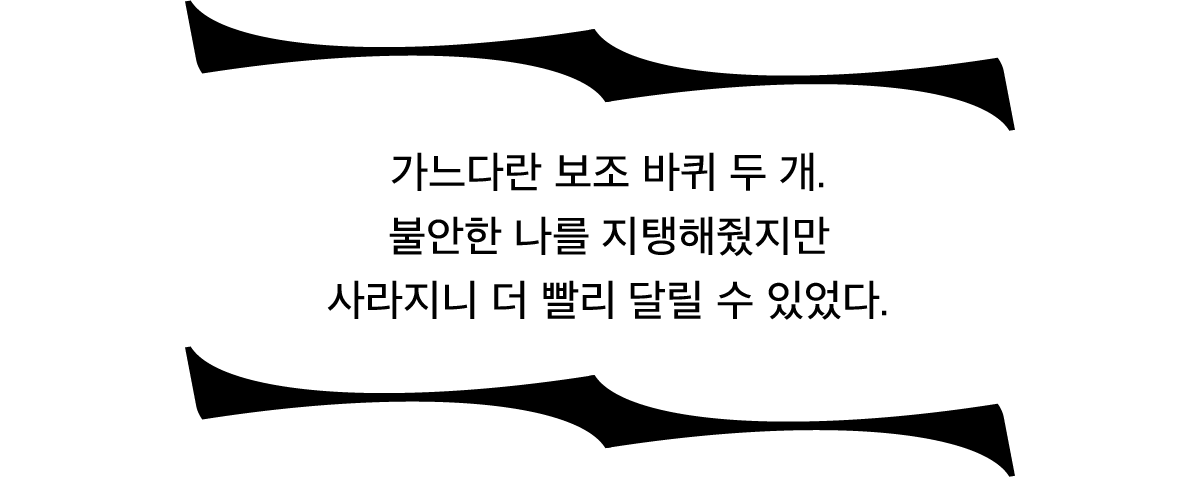 가느다란 보조 바퀴 두 개.
불안한 나를 지탱해줬지만
사라지니 더 빨리 달릴 수 있었다.